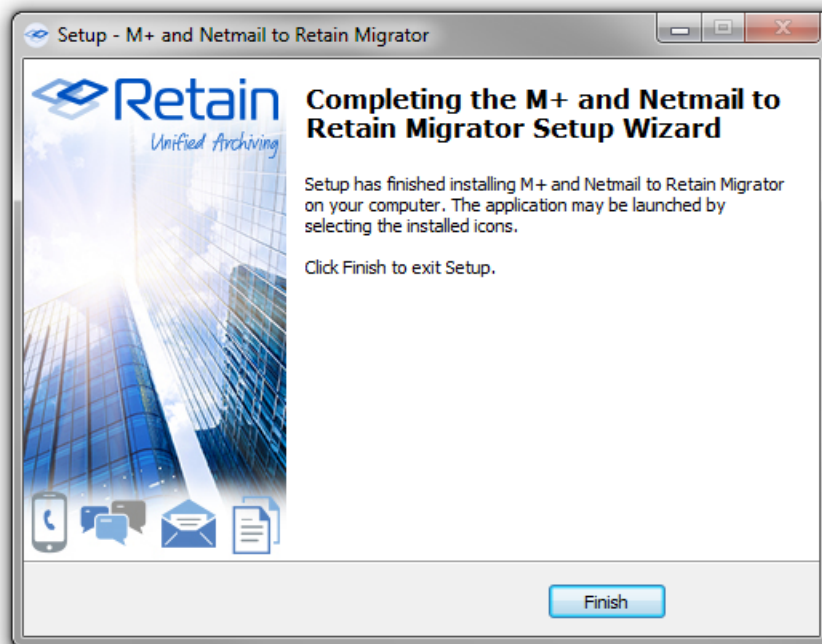 Setup - M+ and Netmail to Retain Migrator
Retain
Unified Archiving
Completing the M+ and Netmail to
Retain Migrator Setup Wizard
Setup has finished installing M+ and Netmail to Retain Migrator
on your computer. The application may be launched by
selecting the installed icons.
Click Finish to exit Setup.
Finish